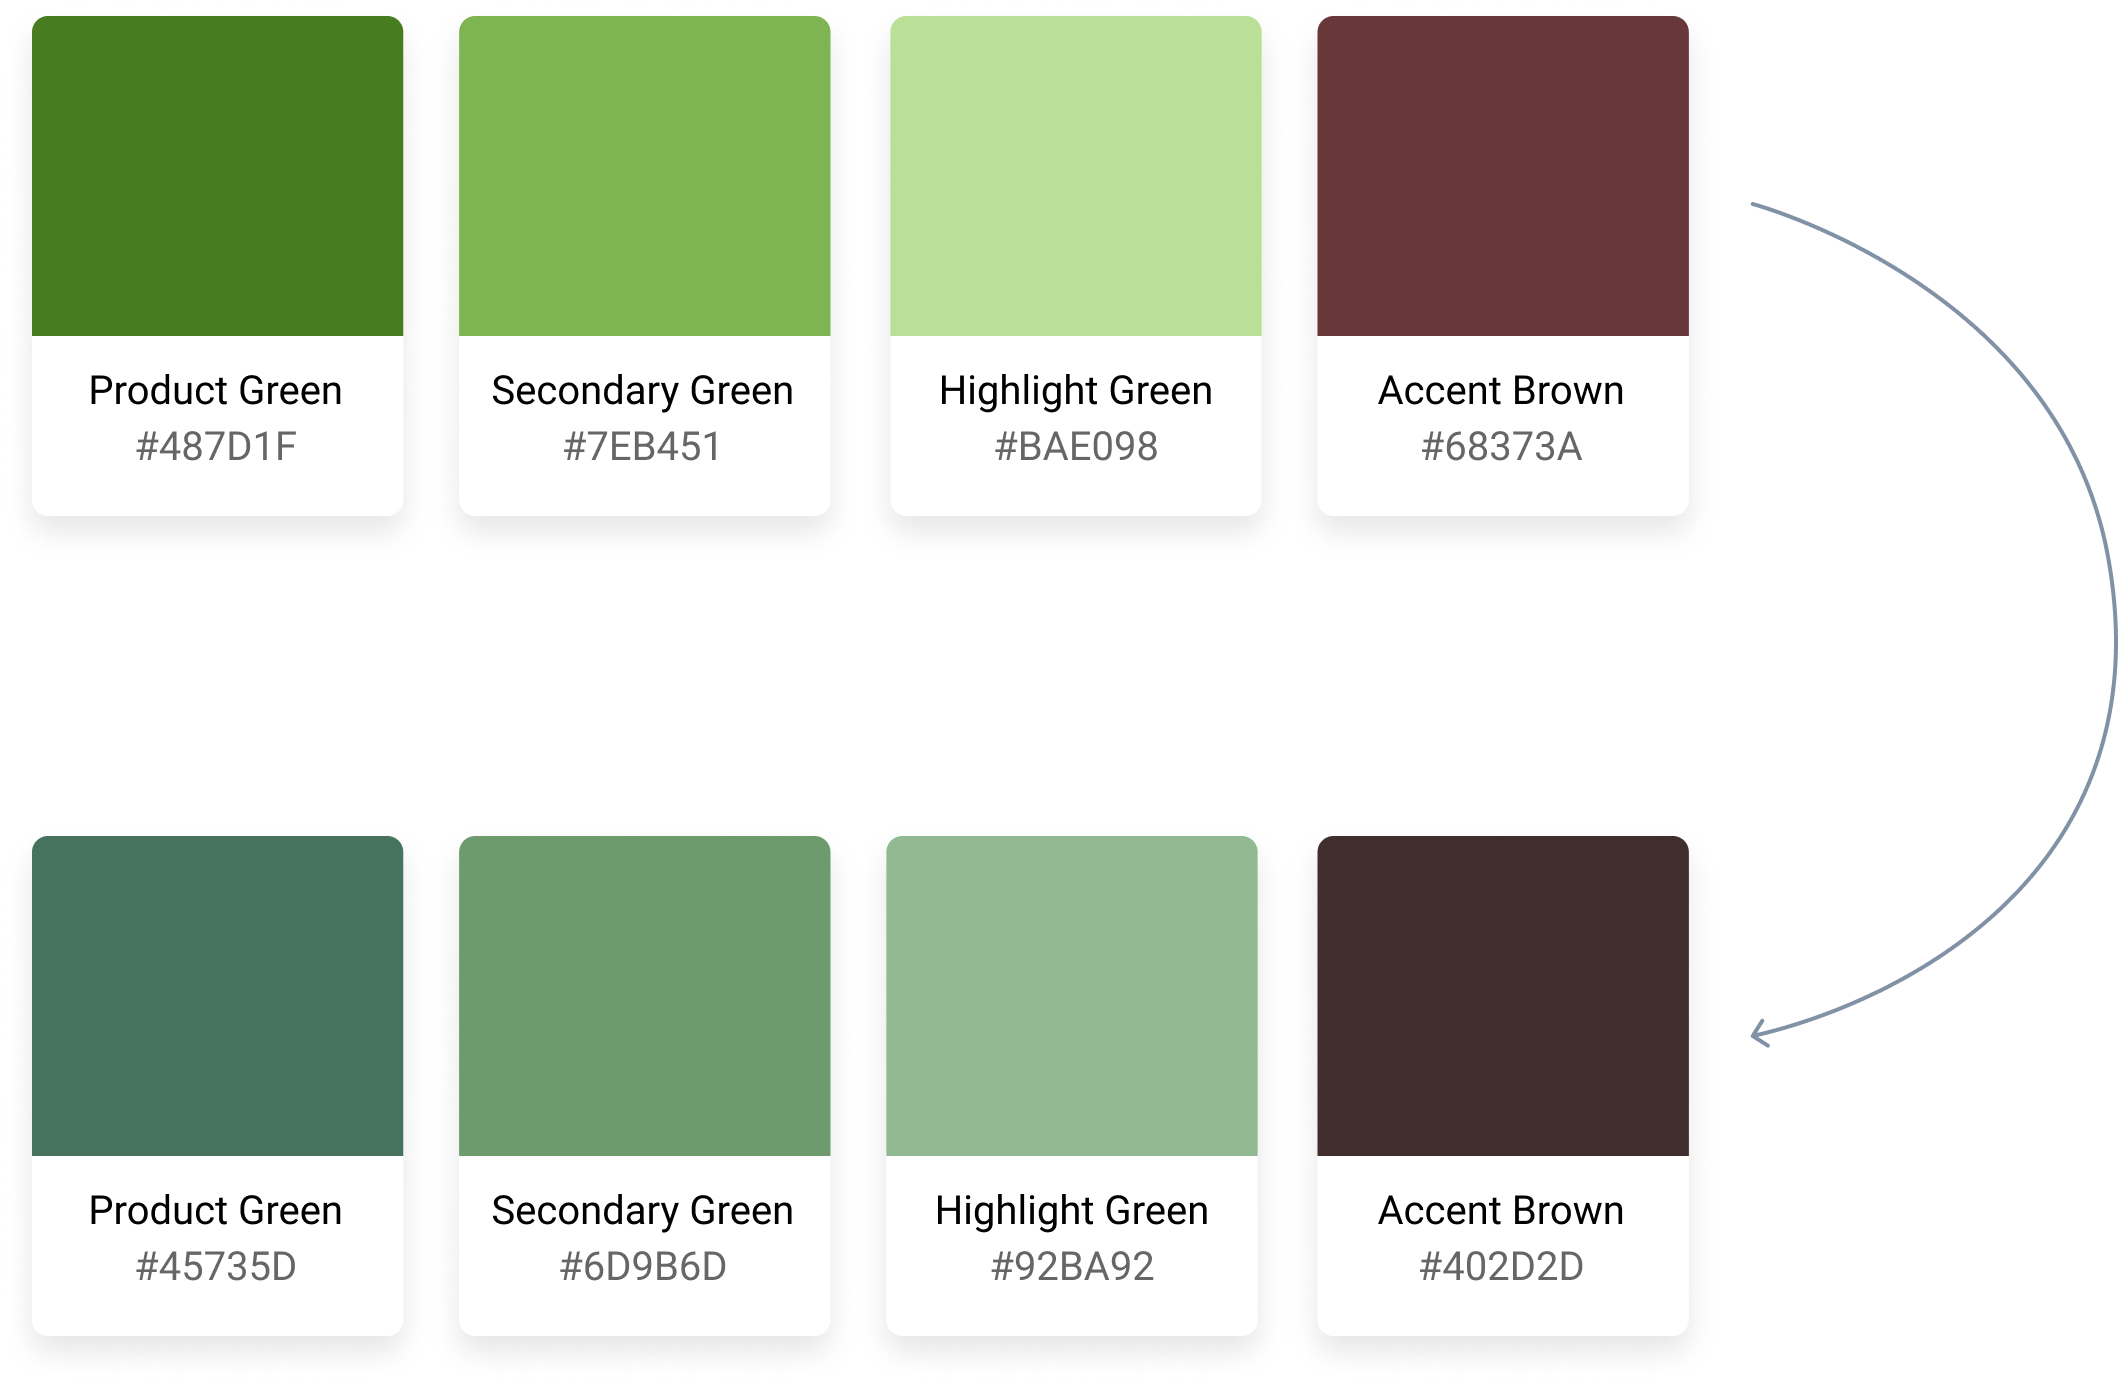 Product Green
#487D1F
Secondary Green
#7EB451
Highlight Green
#BAE098
Accent Brown
#68373A
Product Green
#45735D
Secondary Green
#6D9B6D
Highlight Green
#92BA92
Accent Brown
#402D2D